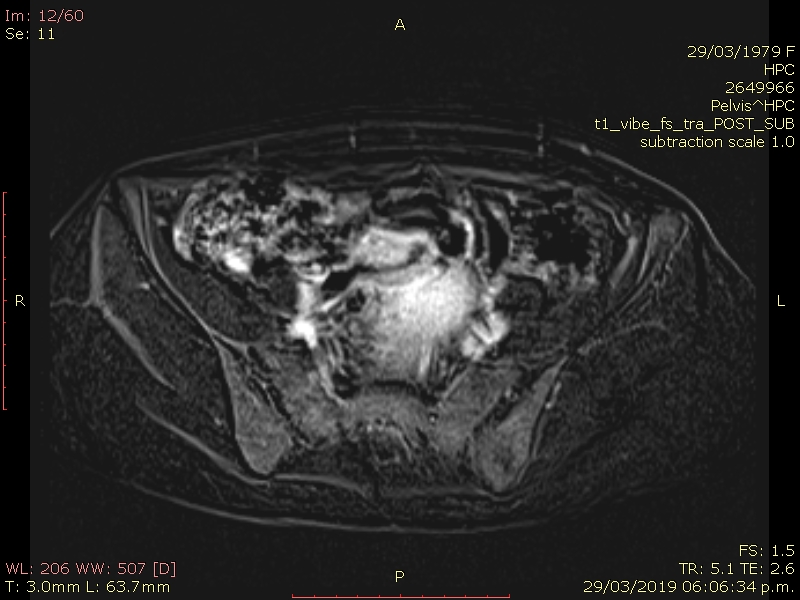 Im: 12/60
Se: 11
A
29/03/1979 F
HPC
2649966
Pelvis^HPC
t1_vibe_fs_tra_POST_SUB
subtraction scale 1.0
R
L
WL: 206 WW: 507 [D]
T: 3.0mm L: 63.7mm
P
FS: 1.5
TR: 5.1 TE: 2.6
29/03/2019 06:06:34 p.m.